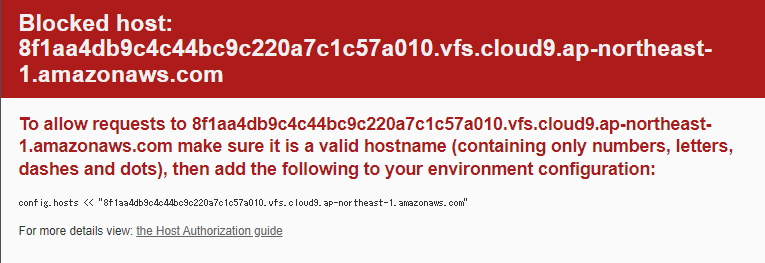 Blocked host:
8f1aa4db9c4c44bc9c220a7c1c57a010.vfs.cloud9.ap-northeast-
1.amazonaws.com
To allow requests to 8f1aa4db9c4c44bc9c220a7c1c57a010.vfs.cloud9.ap-northeast-
1.amazonaws.com make sure it is a valid hostname (containing only numbers, letters,
dashes and dots), then add the following to your environment configuration:
config.hosts << "8f1aa4db9c4c44bc9c220a7c1c57a010.vfs.cloud9.ap-northeast-1.amazonaws.com"
For more details view: the Host Authorization guide